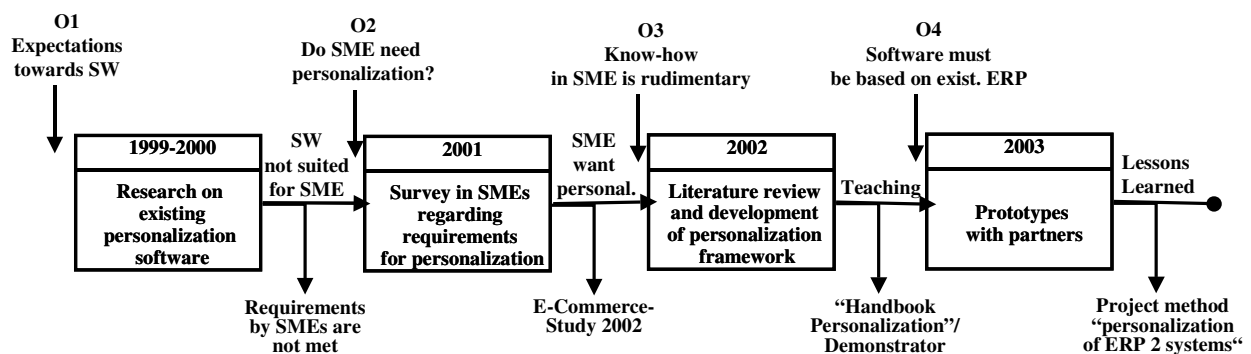 O1
Expectations
towards SW
O2
Do SME need
personalization?
O3
Know-how
in SME is rudimentary
O4
Software must
be based on exist. ERP
1999-2000
Research on
existing
personalization
software
SW
not suited
for SME
2001
Survey in SMEs
regarding
requirements
for personalization
SME
want
personal.
2002
Literature review
and development
of personalization
framework
Teaching
2003
Prototypes
with partners
Lessons
Learned
Requirements
by SMEs are
not met
E-Commerce-
Study 2002
“Handbook
Personalization”/
Demonstrator
Project method
“personalization
of ERP 2 systems“